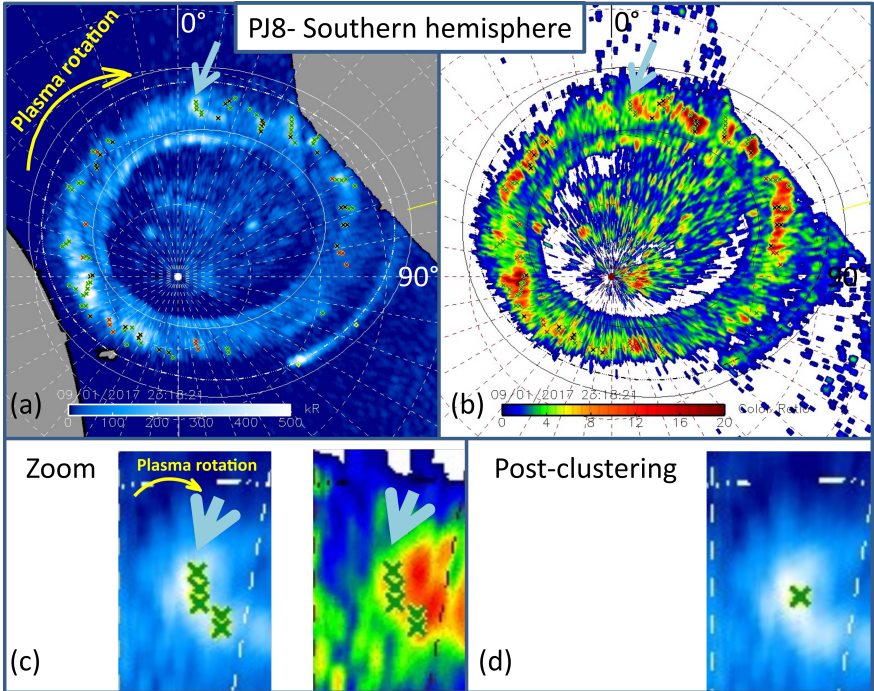 PJ8- Southern hemisphere
0°
Plasma rotation
90°
(a)
09/01/2017 23:18:21
kR
0 100 200 300 400 500
0°
90°
(b)
09/01/2017 23:18:21
Color Ratio
0 4 8 12 16 20
Zoom
Plasma rotation
(c)
Post-clustering
(d)